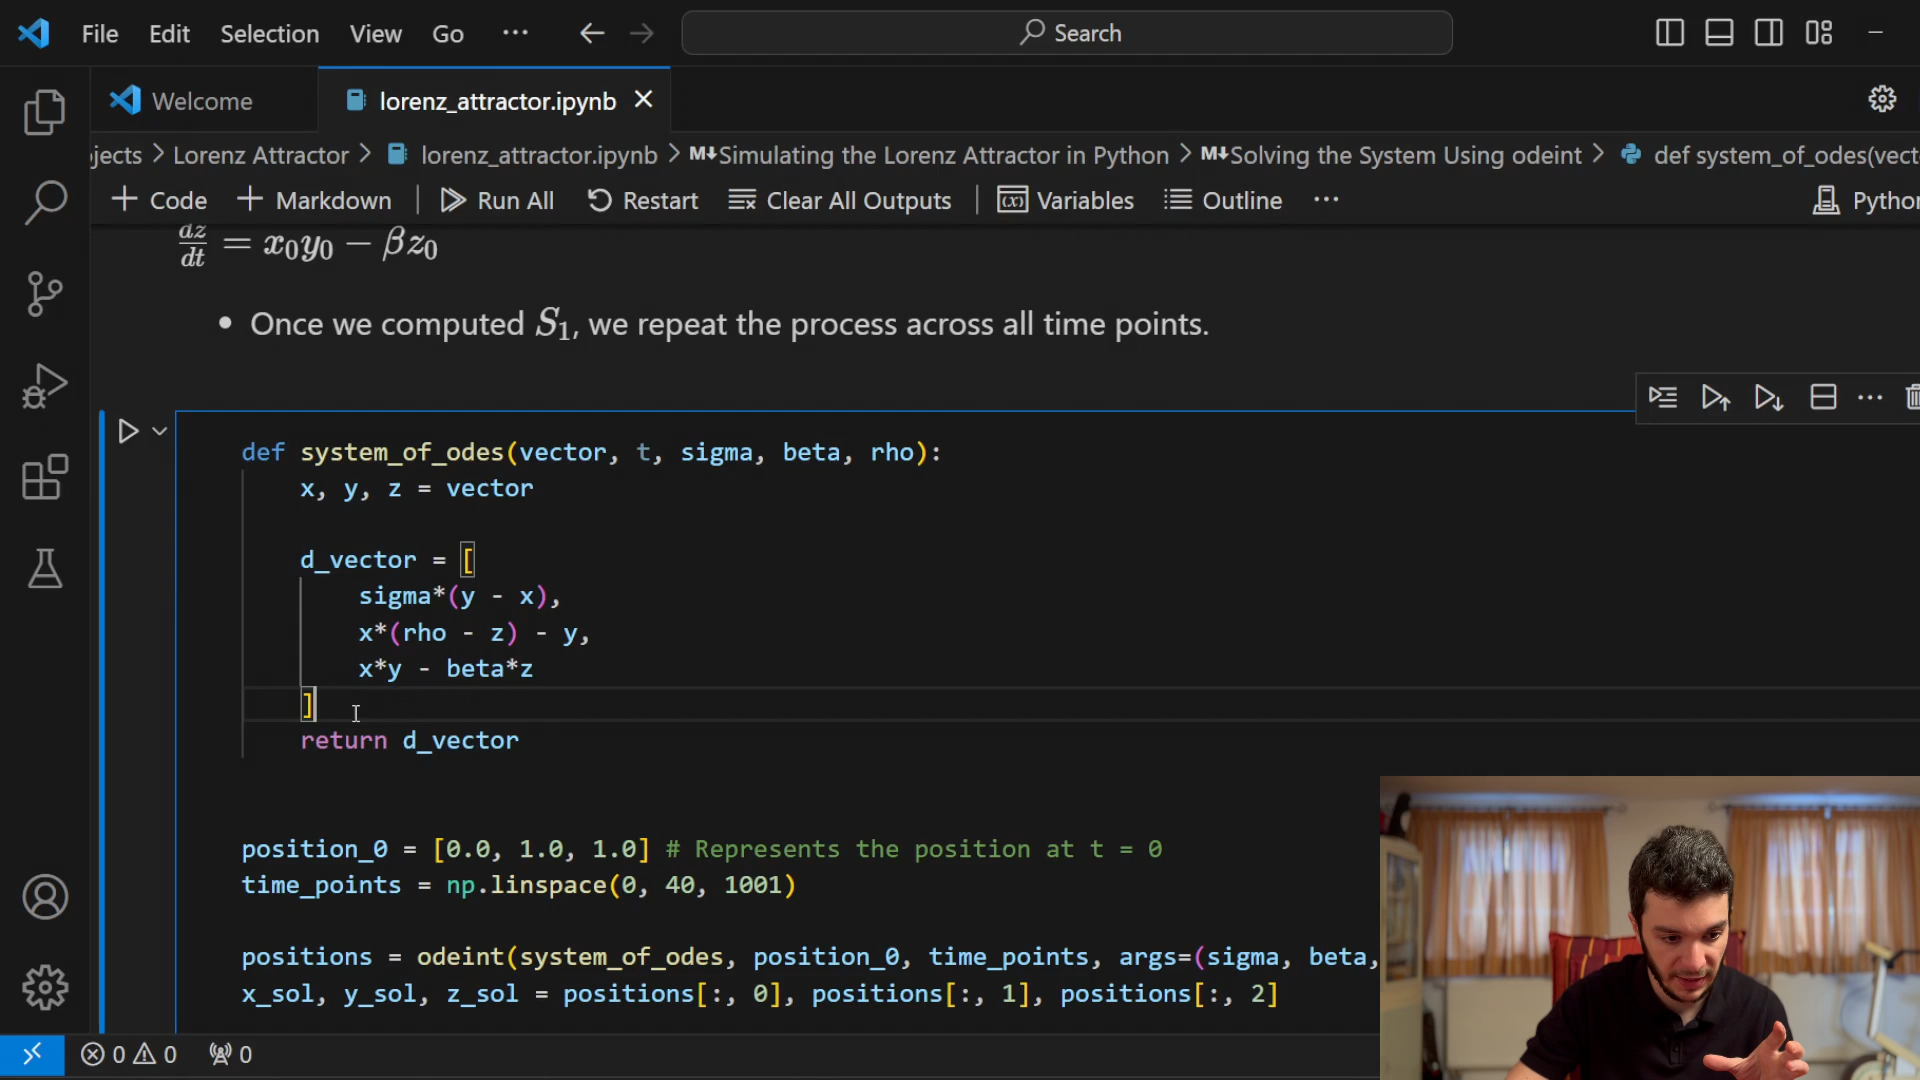 File Edit Selection View Go ··· Search
Welcome lorenz_attractor.ipynb
jects > Lorenz Attractor > lorenz_attractor.ipynb > M↓Simulating the Lorenz Attractor in Python > M↓Solving the System Using odeint > def system_of_odes(vect
+ Code + Markdown | Run All Restart Clear All Outputs | Variables Outline ··· Python
dz/dt = x₀y₀ − βz₀
• Once we computed S₁, we repeat the process across all time points.
def system_of_odes(vector, t, sigma, beta, rho):
x, y, z = vector
d_vector = [
sigma*(y - x),
x*(rho - z) - y,
x*y - beta*z
]
return d_vector
position_0 = [0.0, 1.0, 1.0] # Represents the position at t = 0
time_points = np.linspace(0, 40, 1001)
positions = odeint(system_of_odes, position_0, time_points, args=(sigma, beta,
x_sol, y_sol, z_sol = positions[:, 0], positions[:, 1], positions[:, 2]
0 0 0